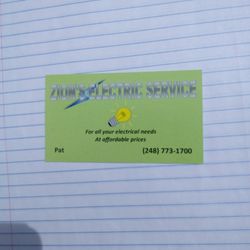 ZION'S ELECTRIC SERVICE
For all your electrical needs
At affordable prices
Pat (248) 773-1700